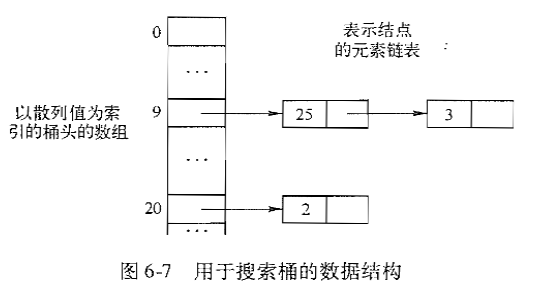 0
表示结点
的元素链表
...
以散列值为索
引的桶头的数组
9
25
3
...
20
2
...
图 6-7 用于搜索桶的数据结构